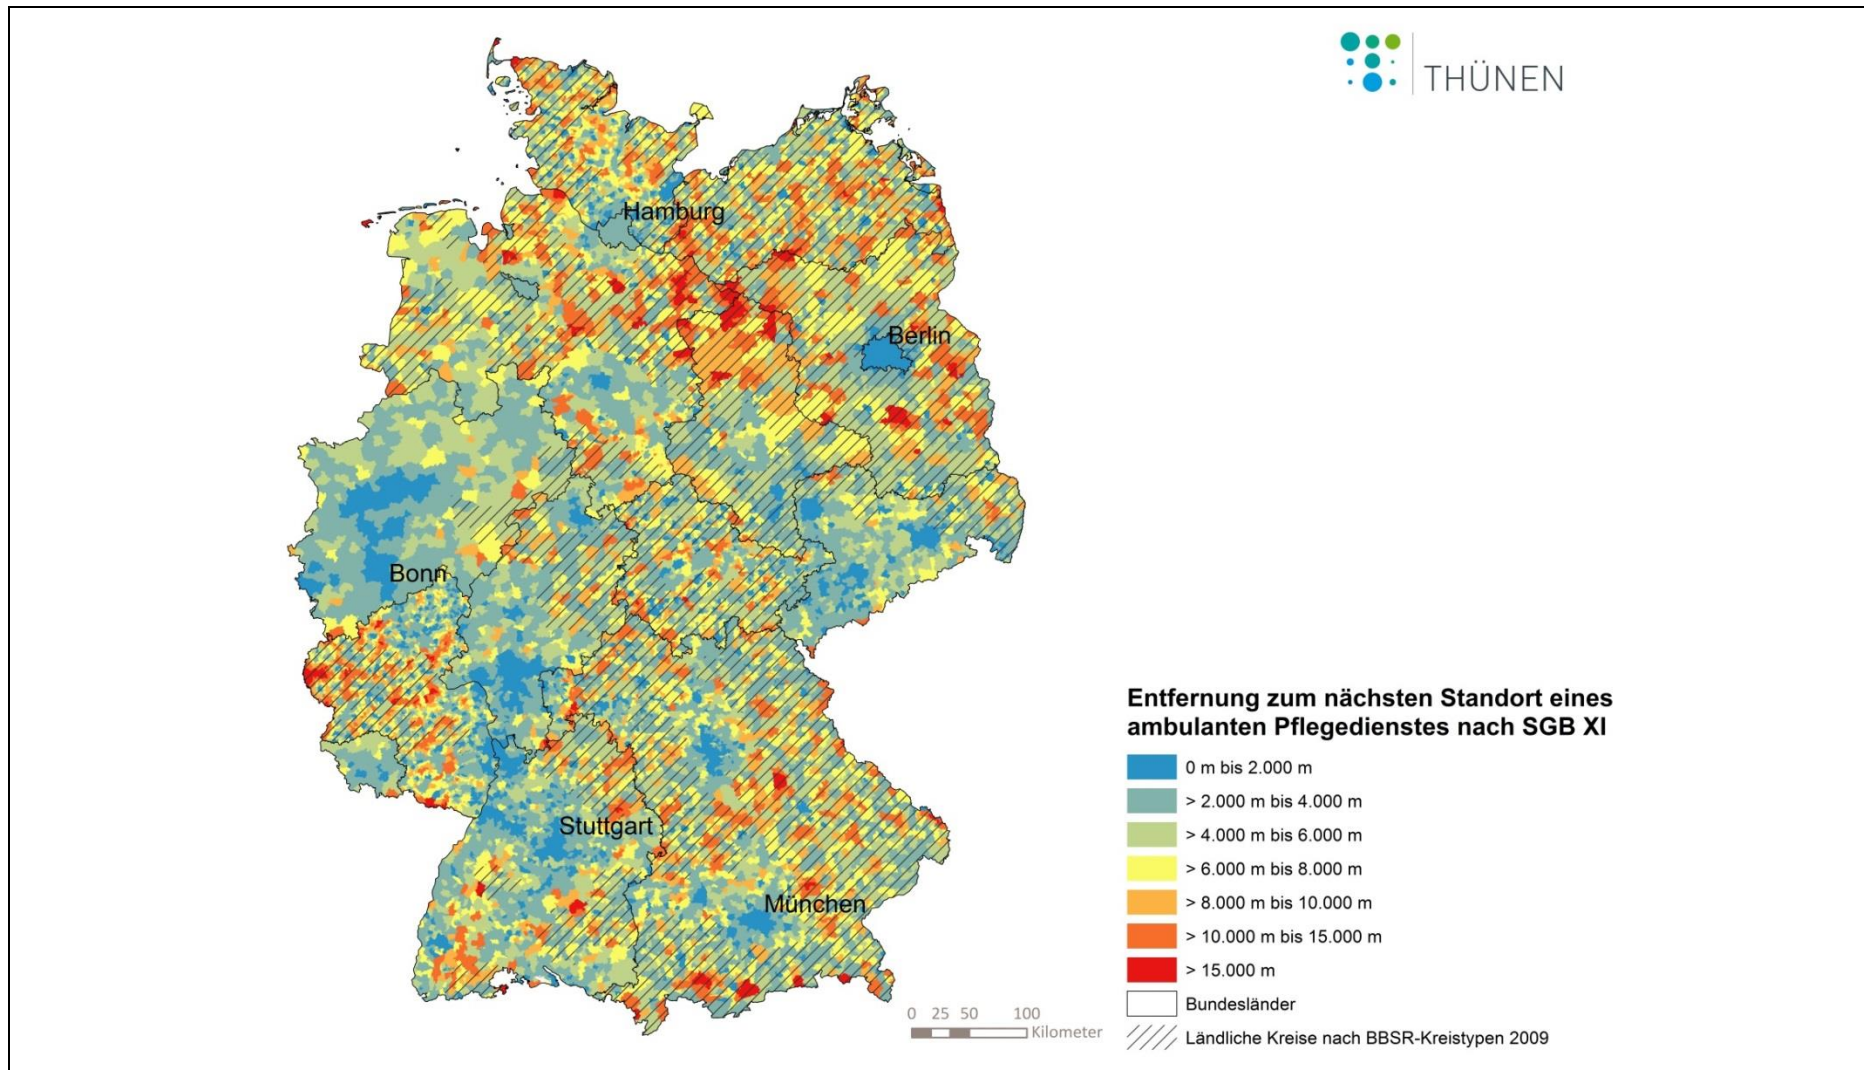 THÜNEN
Hamburg
Berlin
Bonn
Stuttgart
München
Entfernung zum nächsten Standort eines
ambulanten Pflegedienstes nach SGB XI
0 m bis 2.000 m
> 2.000 m bis 4.000 m
> 4.000 m bis 6.000 m
> 6.000 m bis 8.000 m
> 8.000 m bis 10.000 m
> 10.000 m bis 15.000 m
> 15.000 m
Bundesländer
Ländliche Kreise nach BBSR-Kreistypen 2009
0 25 50 100
Kilometer